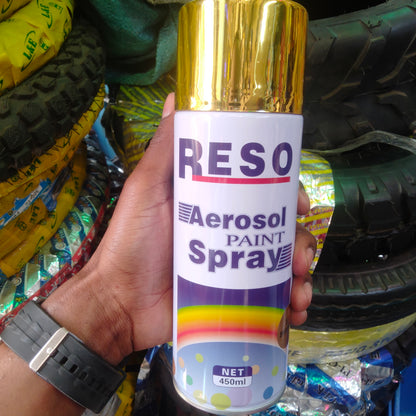 RESO
Aerosol
PAINT
Spray
NET
450ml